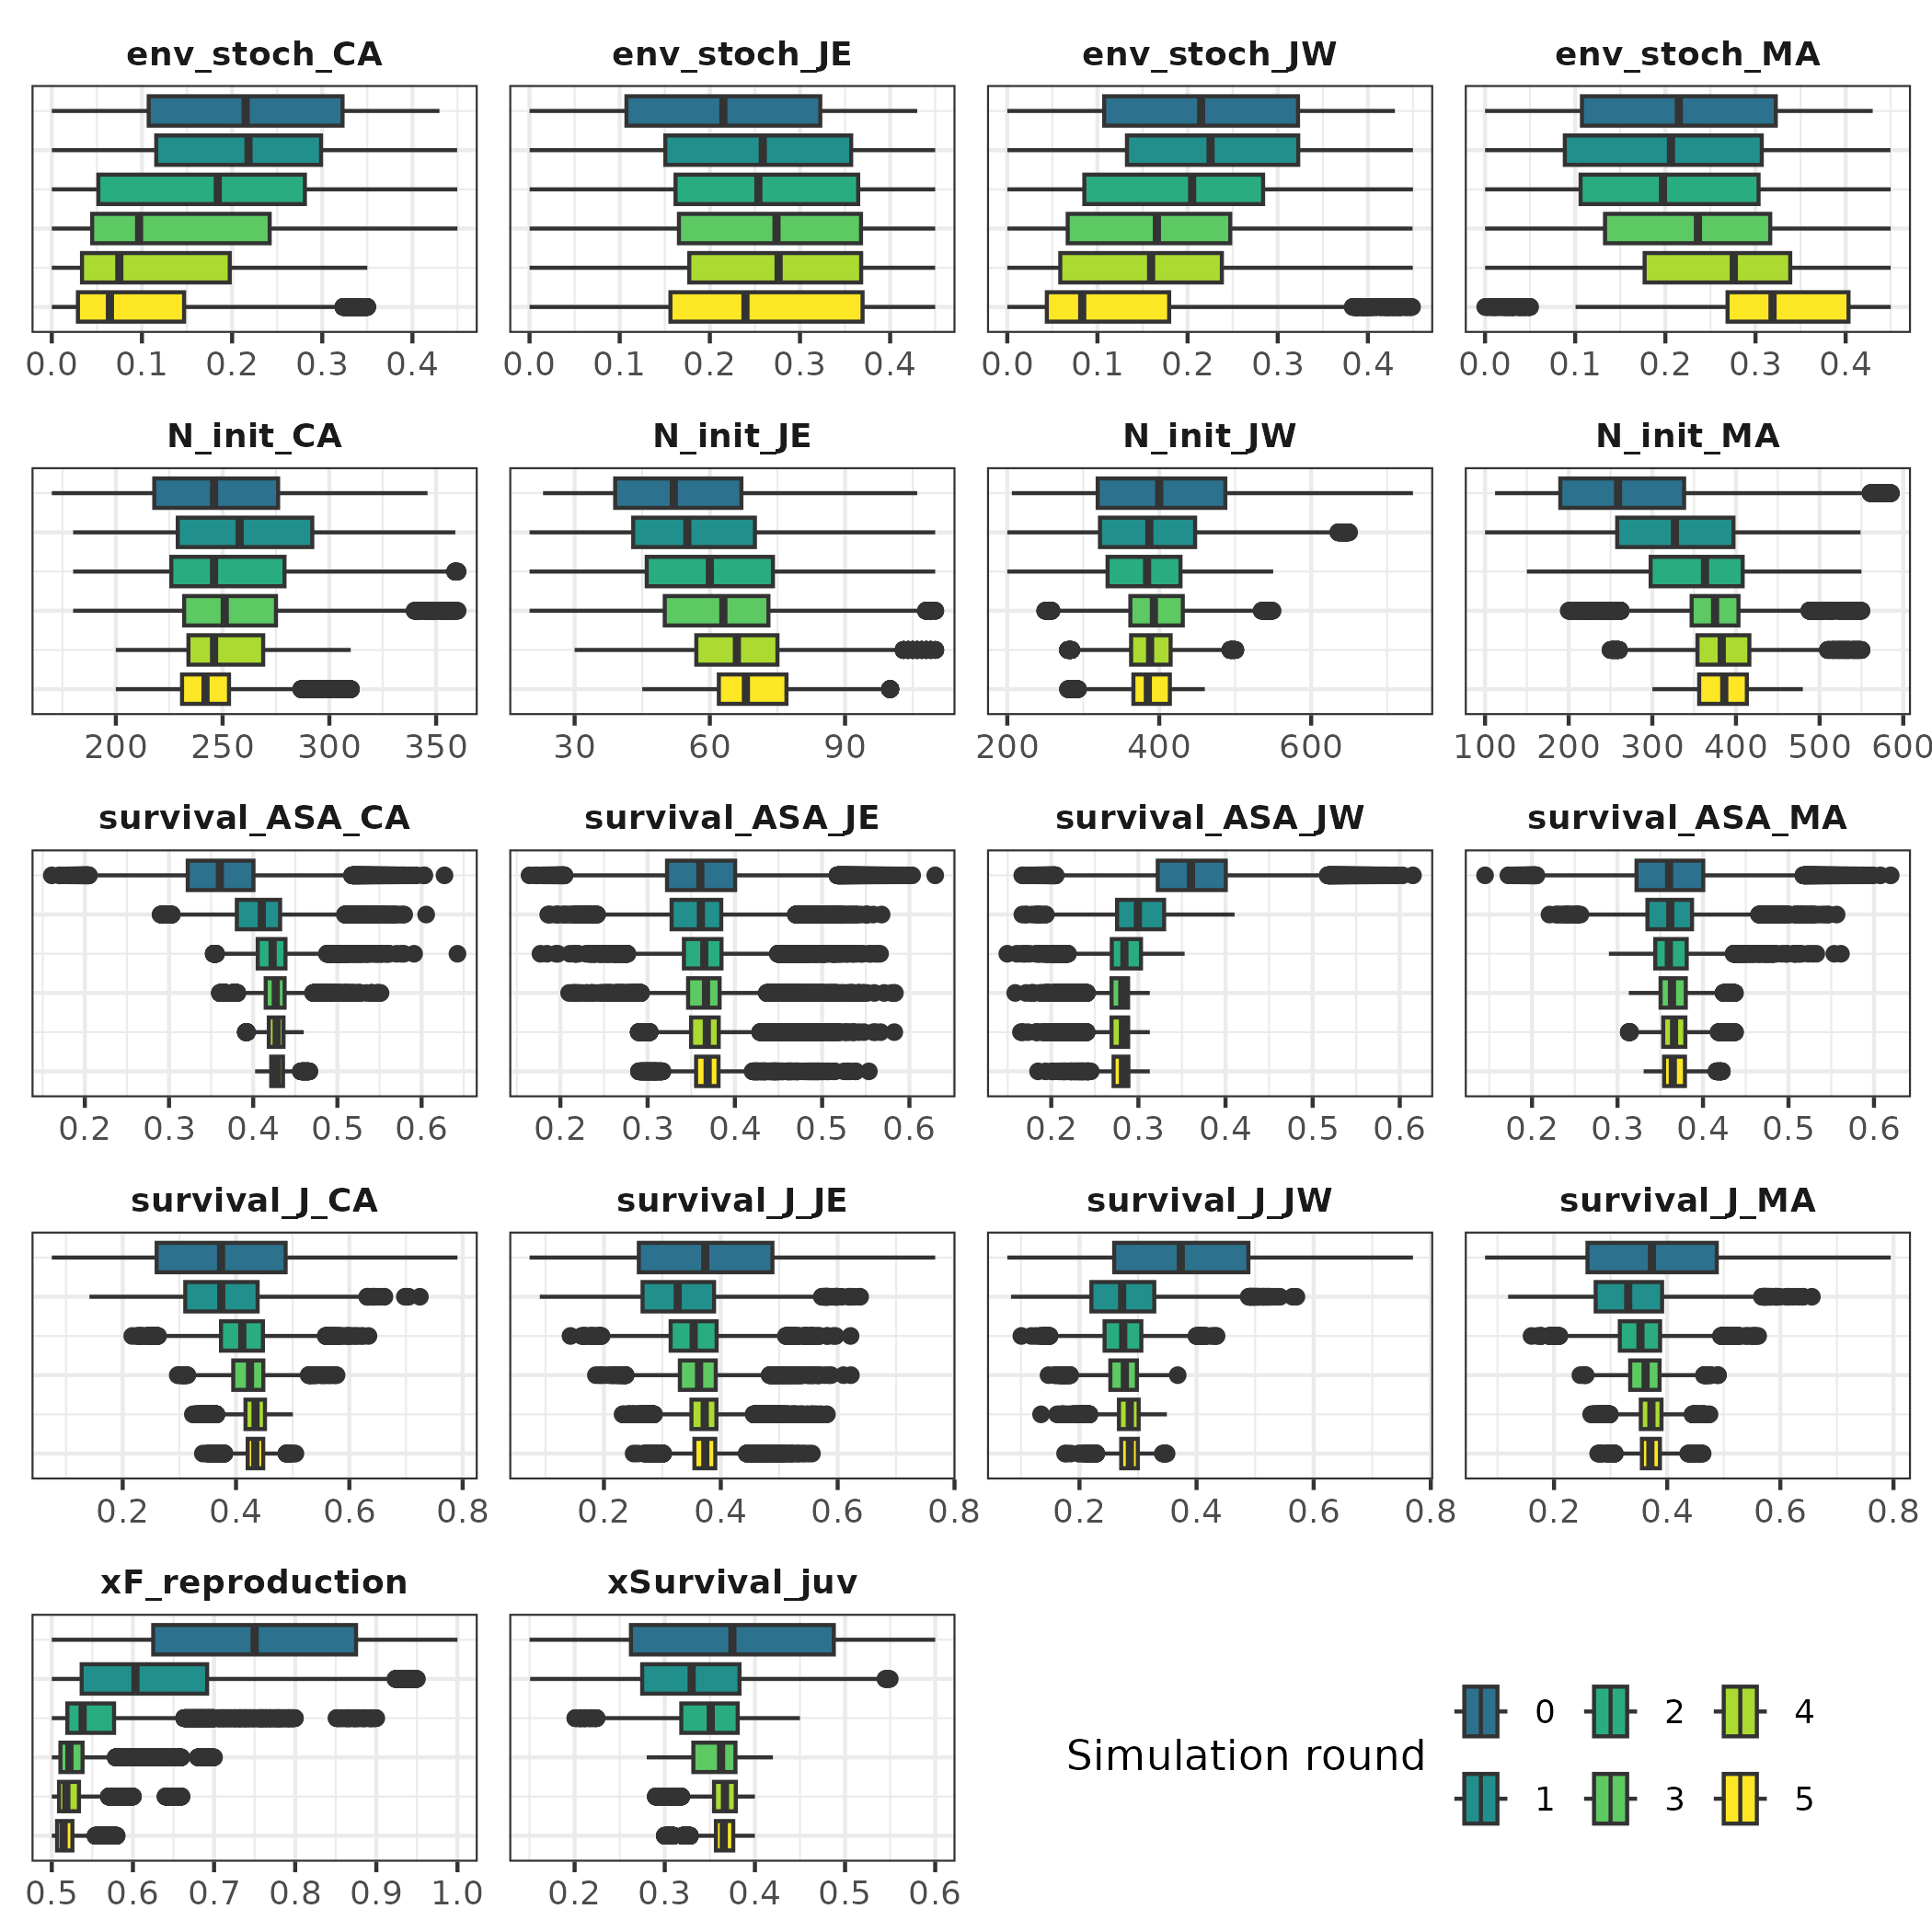 env_stoch_CA env_stoch_JE env_stoch_JW env_stoch_MA
0.0 0.1 0.2 0.3 0.4 0.0 0.1 0.2 0.3 0.4 0.0 0.1 0.2 0.3 0.4 0.0 0.1 0.2 0.3 0.4
N_init_CA N_init_JE N_init_JW N_init_MA
200 250 300 350 30 60 90 200 400 600 100 200 300 400 500 600
survival_ASA_CA survival_ASA_JE survival_ASA_JW survival_ASA_MA
0.2 0.3 0.4 0.5 0.6 0.2 0.3 0.4 0.5 0.6 0.2 0.3 0.4 0.5 0.6 0.2 0.3 0.4 0.5 0.6
survival_J_CA survival_J_JE survival_J_JW survival_J_MA
0.2 0.4 0.6 0.8 0.2 0.4 0.6 0.8 0.2 0.4 0.6 0.8 0.2 0.4 0.6 0.8
xF_reproduction xSurvival_juv
0.5 0.6 0.7 0.8 0.9 1.0 0.2 0.3 0.4 0.5 0.6
Simulation round
0 2 4
1 3 5